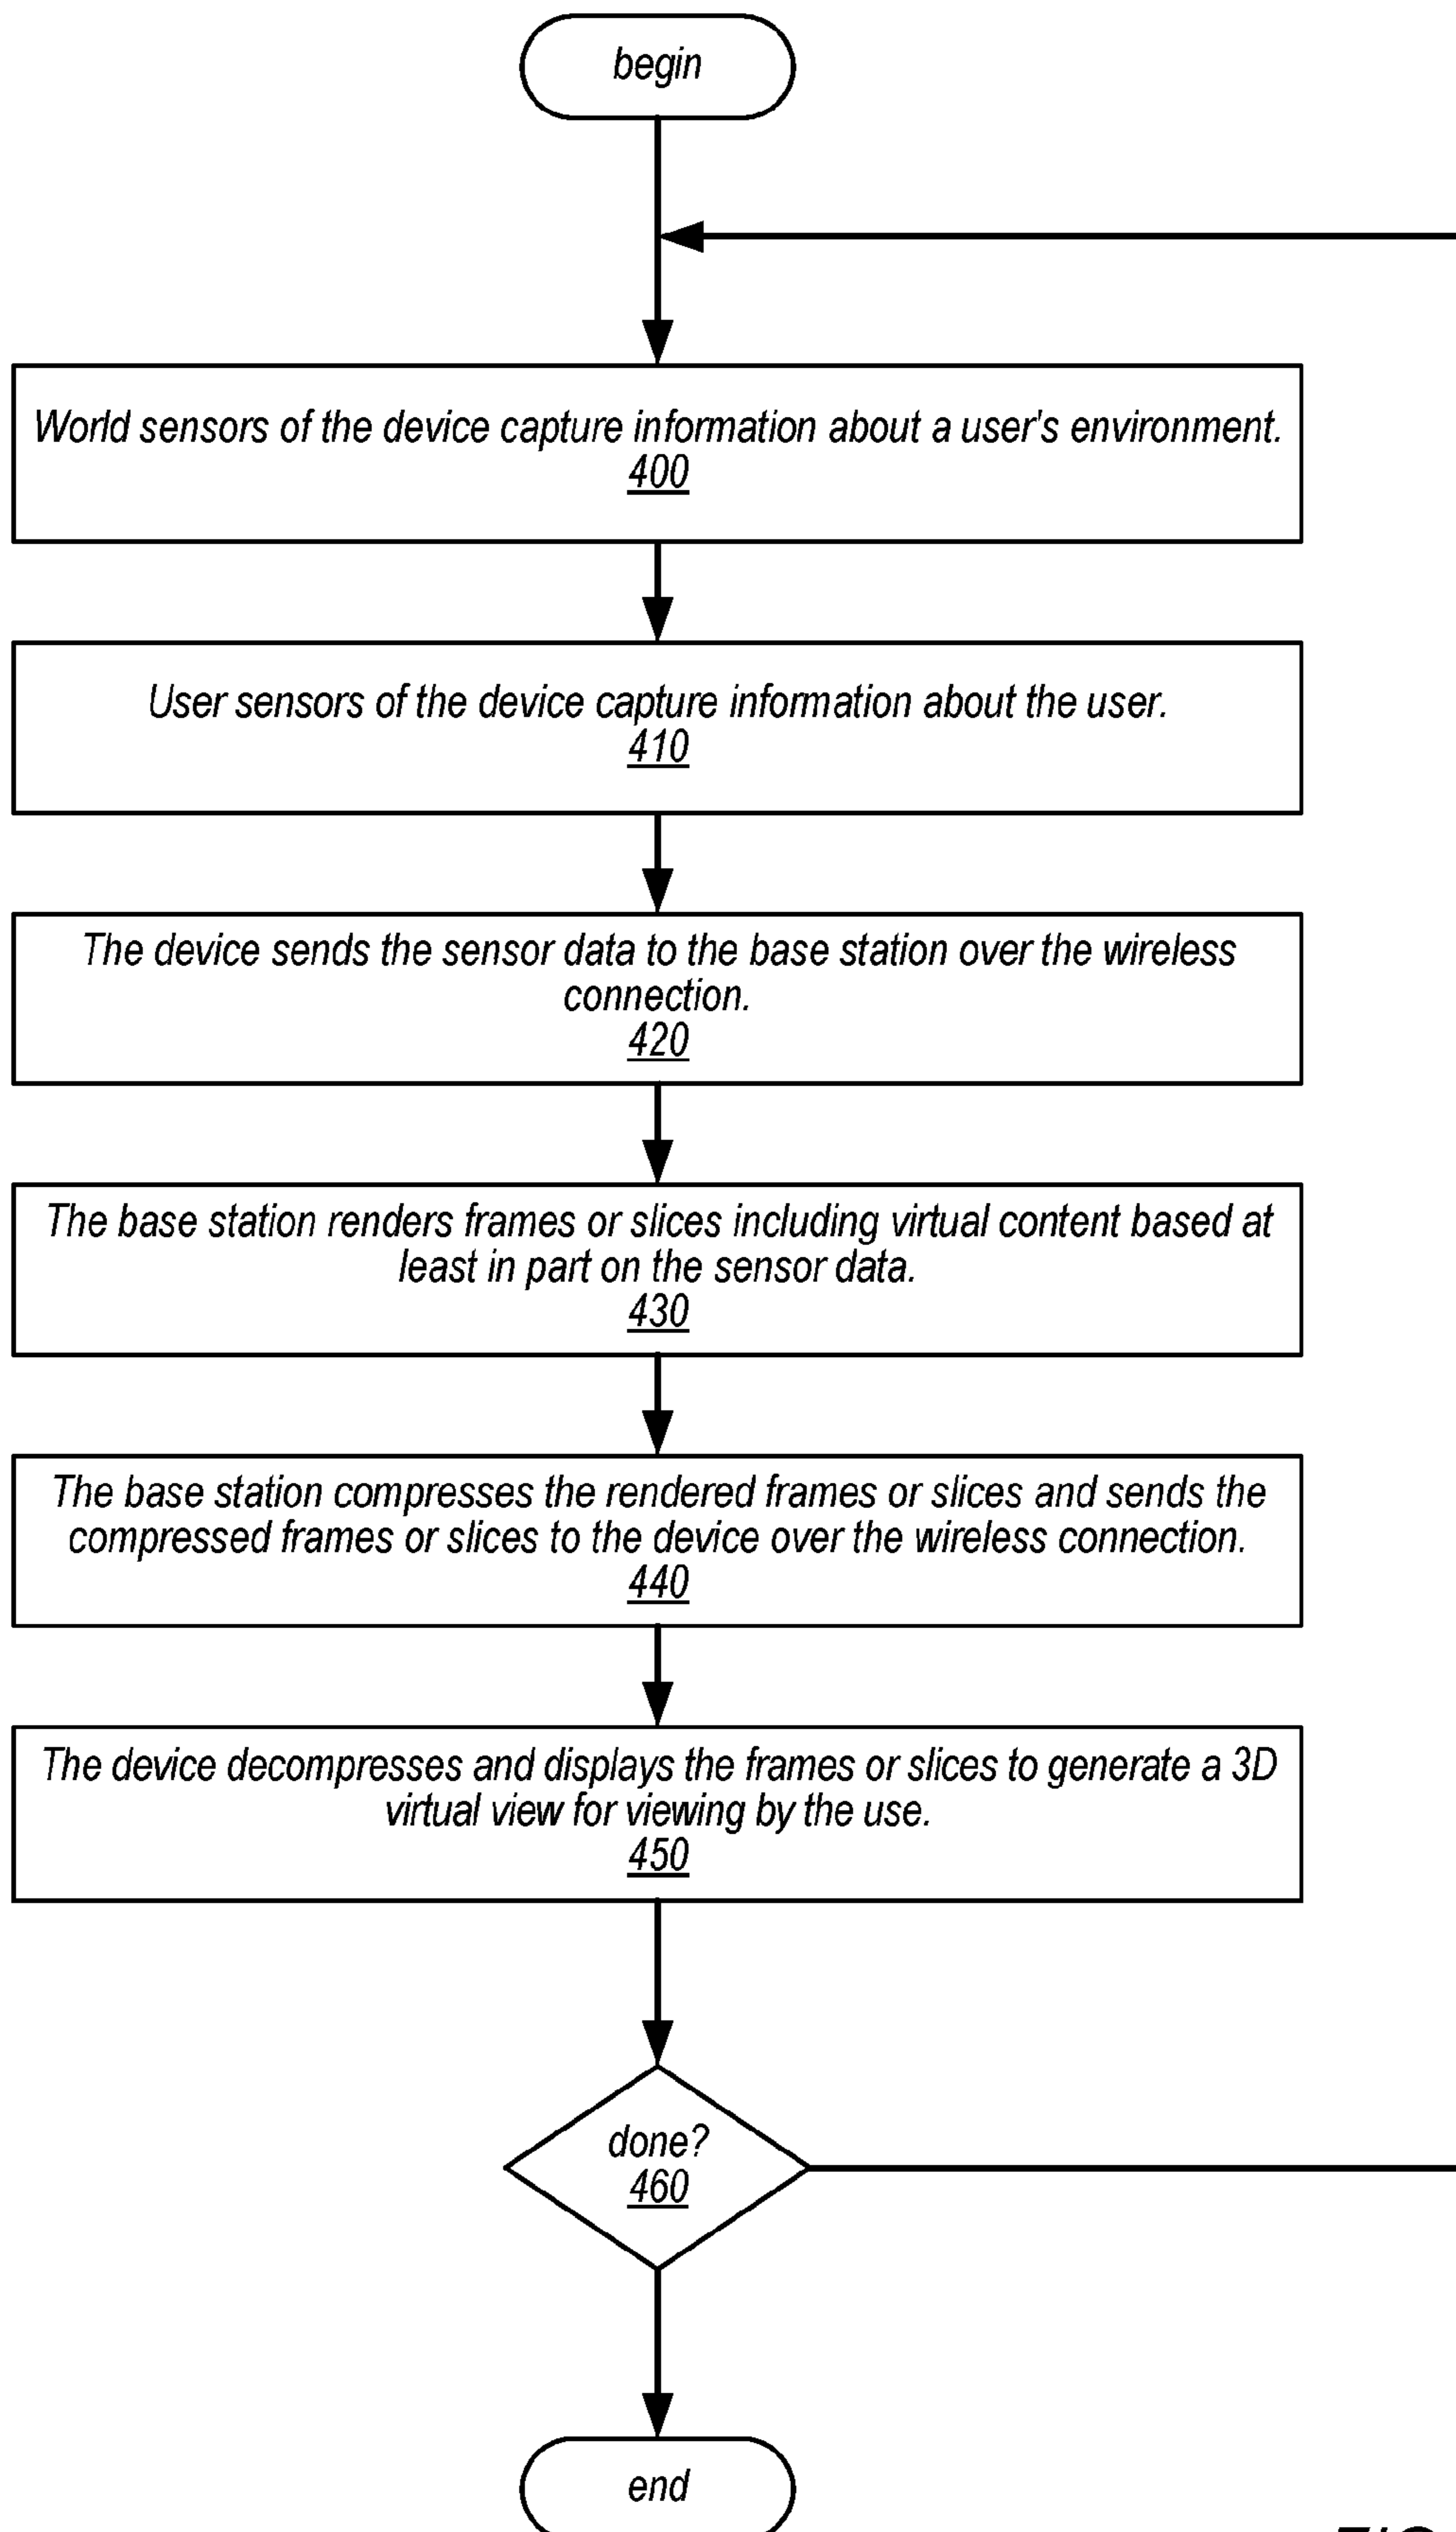 begin
World sensors of the device capture information about a user's environment.
400
User sensors of the device capture information about the user.
410
The device sends the sensor data to the base station over the wireless
connection.
420
The base station renders frames or slices including virtual content based at
least in part on the sensor data.
430
The base station compresses the rendered frames or slices and sends the
compressed frames or slices to the device over the wireless connection.
440
The device decompresses and displays the frames or slices to generate a 3D
virtual view for viewing by the use.
450
done?
460
end